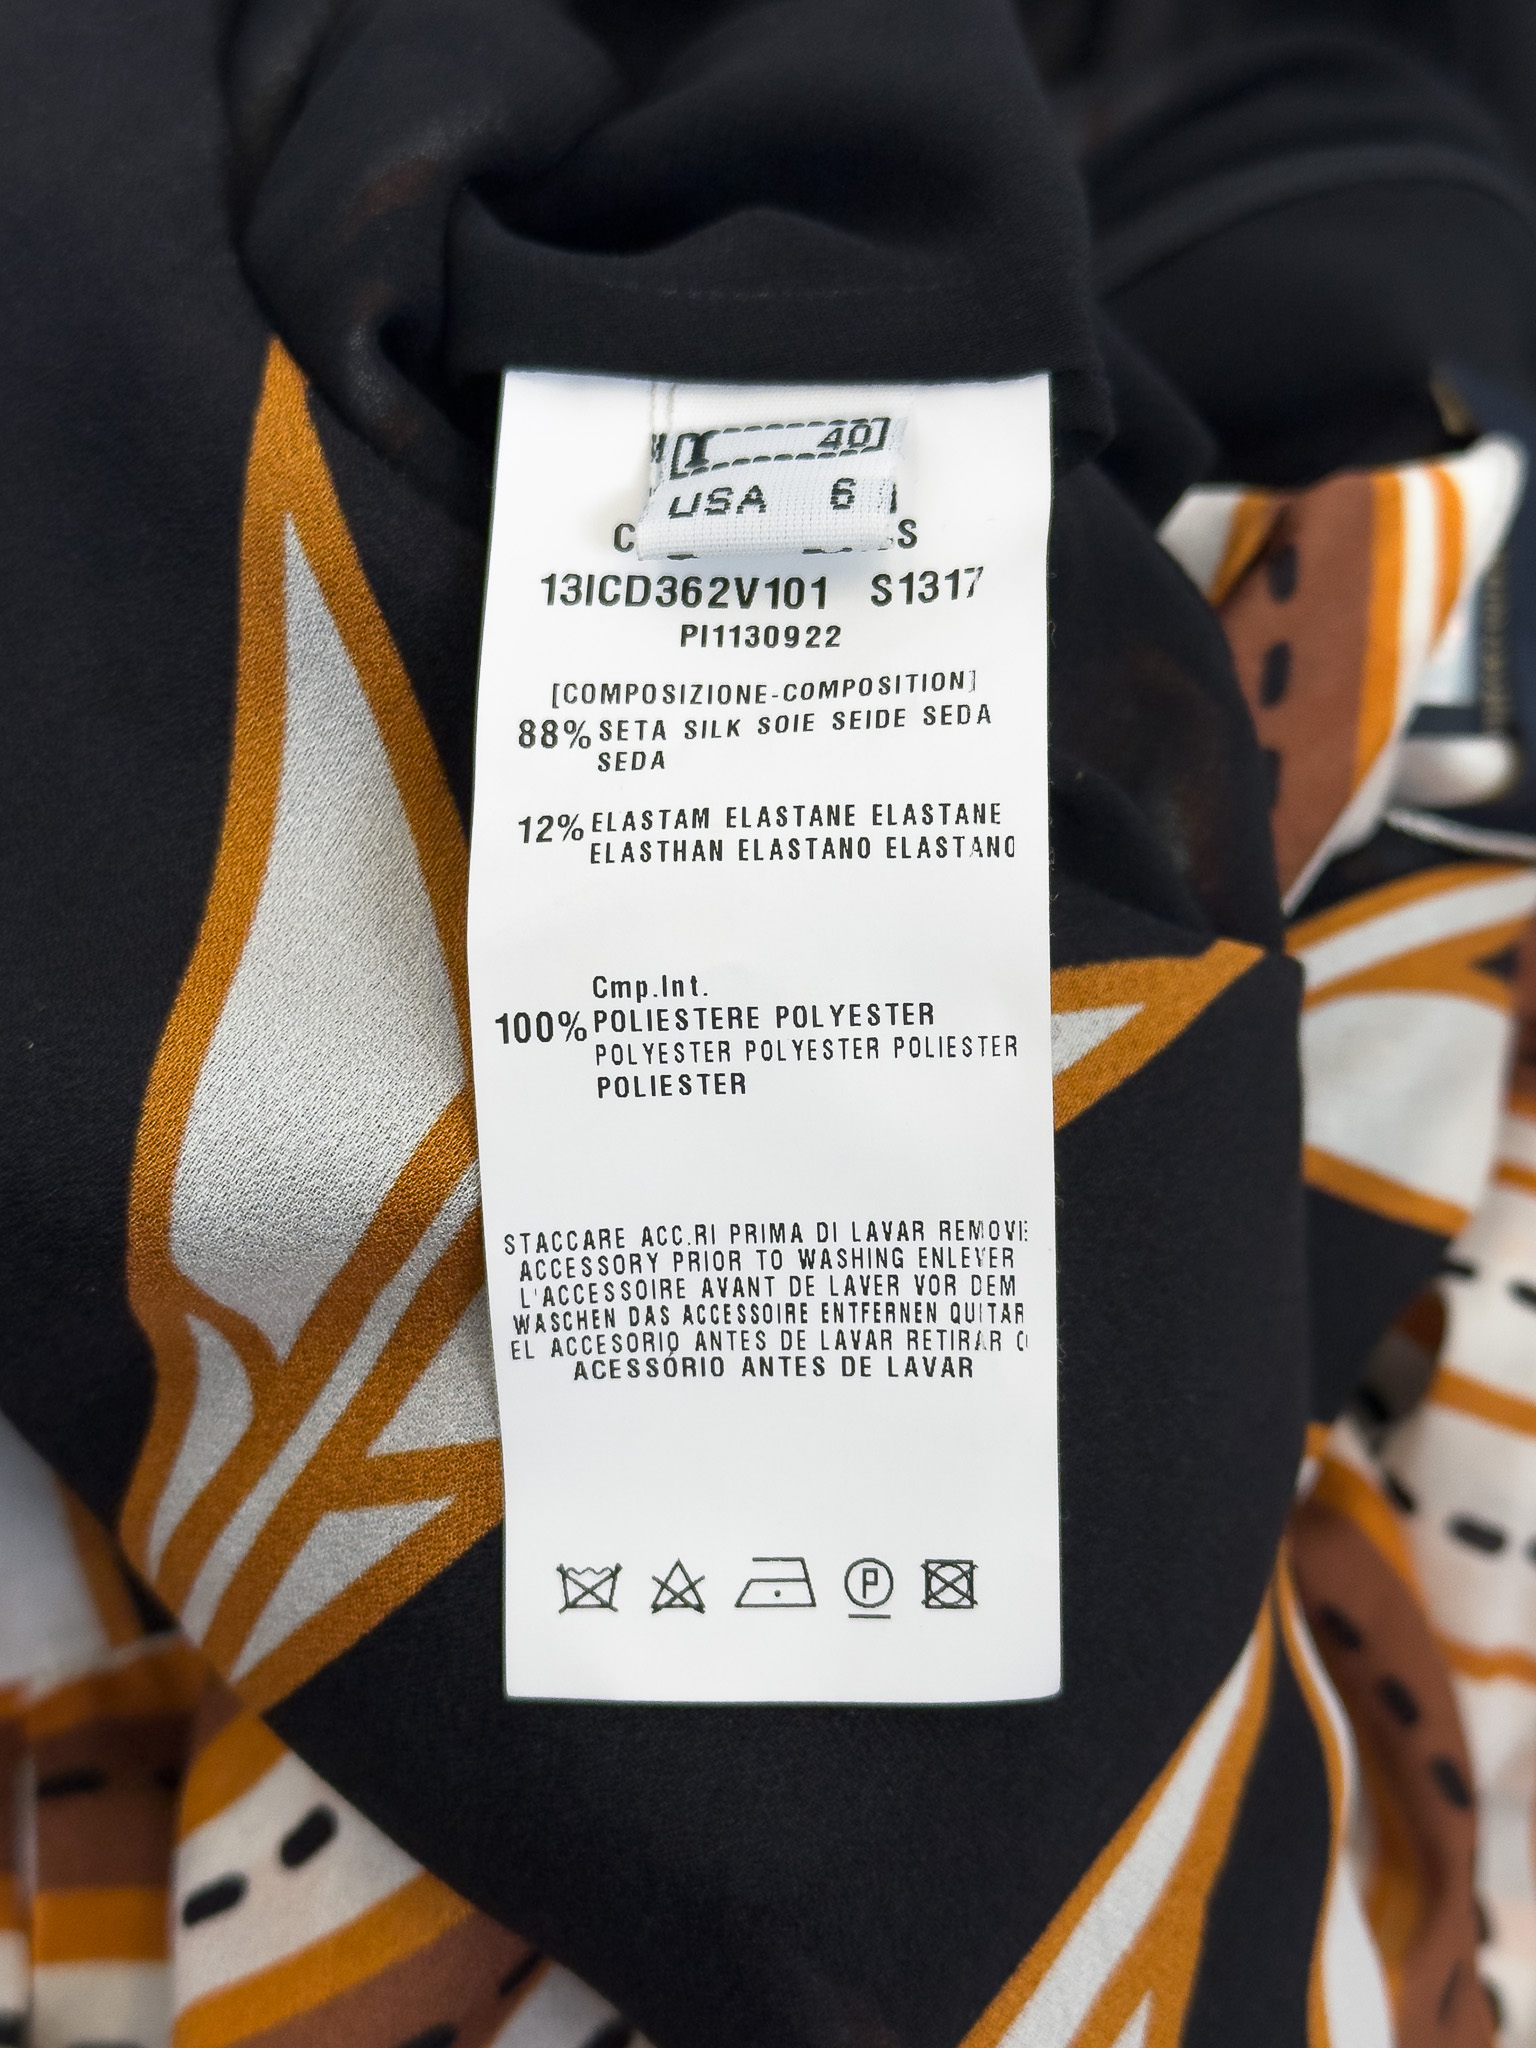 [I 40]
USA 6
13ICD362V101 S1317
PI1130922
[COMPOSIZIONE-COMPOSITION]
88% SETA SILK SOIE SEIDE SEDA
SEDA
12% ELASTAM ELASTANE ELASTANE
ELASTHAN ELASTANO ELASTANO
Cmp.Int.
100% POLIESTERE POLYESTER
POLYESTER POLYESTER POLIESTER
POLIESTER
STACCARE ACC.RI PRIMA DI LAVAR REMOVE
ACCESSORY PRIOR TO WASHING ENLEVER
L'ACCESSOIRE AVANT DE LAVER VOR DEM
WASCHEN DAS ACCESSOIRE ENTFERNEN QUITAR
EL ACCESORIO ANTES DE LAVAR RETIRAR O
ACESSÓRIO ANTES DE LAVAR
P